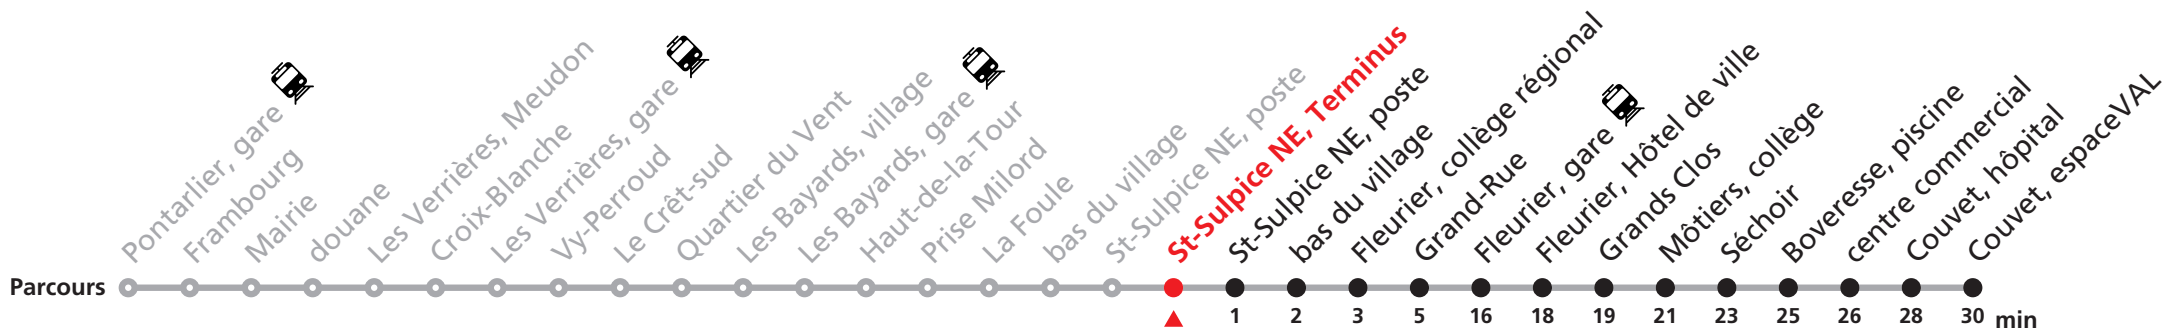 Pontarlier, gare
Frambourg
Mairie
douane
Les Verrières, Meudon
Croix-Blanche
Les Verrières, gare
Vy-Perroud
Le Crêt-sud
Quartier du Vent
Les Bayards, village
Les Bayards, gare
Haut-de-la-Tour
Prise Milord
La Foule
bas du village
St-Sulpice NE, poste
St-Sulpice NE, Terminus
St-Sulpice NE, poste
bas du village
Fleurier, collège régional
Grand-Rue
Fleurier, gare
Fleurier, Hôtel de ville
Grands Clos
Môtiers, collège
Séchoir
Boveresse, piscine
centre commercial
Couvet, hôpital
Couvet, espaceVAL
Parcours
1 2 3 5 16 18 19 21 23 25 26 28 30 min